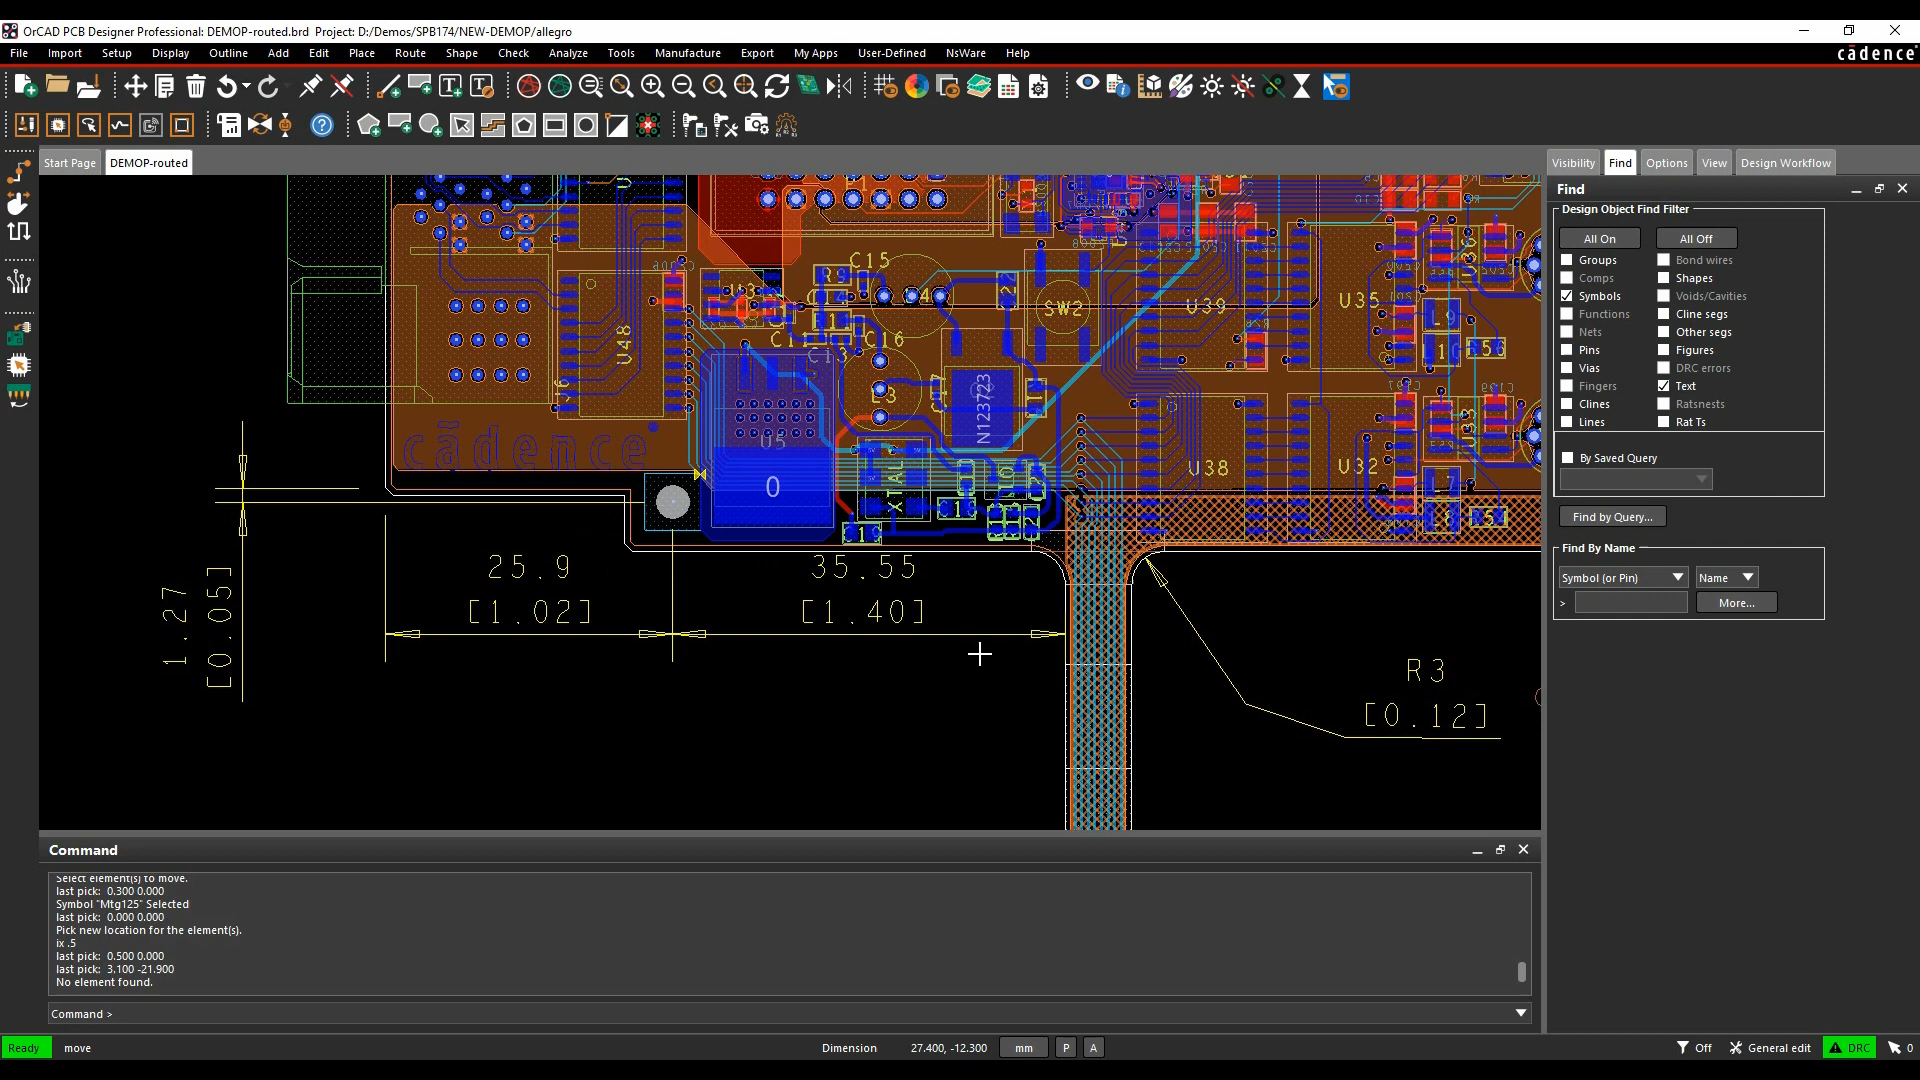 OrCAD PCB Designer Professional: DEMOP-routed.brd Project: D:/Demos/SPB174/NEW-DEMOP/allegro
File Import Setup Display Outline Add Edit Place Route Shape Check Analyze Tools Manufacture Export My Apps User-Defined NsWare Help
cādence
Start Page DEMOP-routed
Visibility Find Options View Design Workflow
Find
Design Object Find Filter
All On All Off
Groups Bond wires
Comps Shapes
Symbols Voids/Cavities
Functions Cline segs
Nets Other segs
Pins Figures
Vias DRC errors
Fingers Text
Clines Ratsnests
Lines Rat Ts
By Saved Query
Find by Query...
Find By Name
Symbol (or Pin) Name
> More...
C15
U3
SW2
U39
U35
U48
C16
N123723
cādence
U5
0
XTAL
U38
U32
25.9
[1.02]
35.55
[1.40]
1.27
[0.05]
R3
[0.12]
Command
Select element(s) to move.
last pick: 0.300 0.000
Symbol "Mtg125" Selected
last pick: 0.000 0.000
Pick new location for the element(s).
ix .5
last pick: 0.500 0.000
last pick: 3.100 -21.900
No element found.
Command >
Ready move Dimension 27.400, -12.300 mm P A Off General edit DRC 0